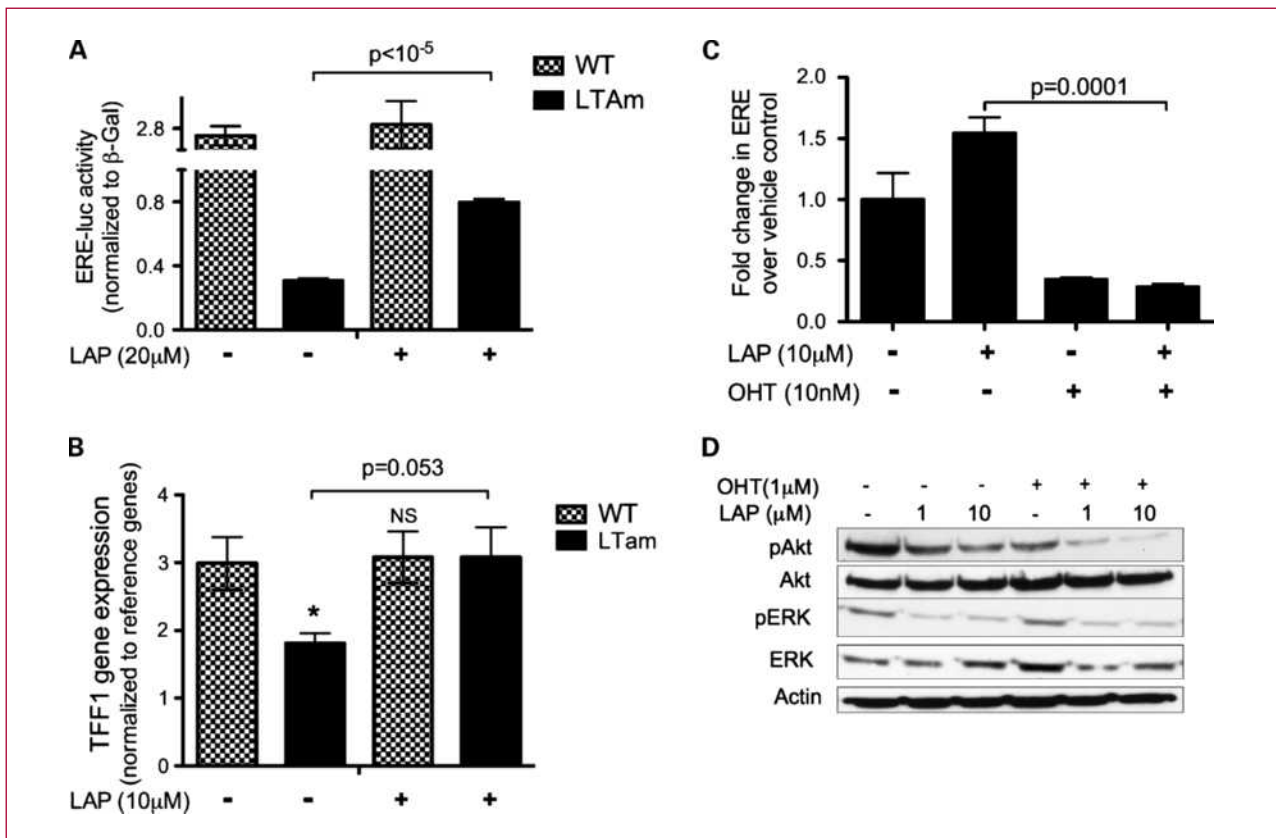 A
p<10-5
WT
LTAm
ERE-luc activity
(normalized to β-Gal)
2.8
0.8
0.4
0.0
LAP (20μM) - - + +
B
p=0.053
WT
LTam
TFF1 gene expression
(normalized to reference genes)
4
3
2
1
0
*
NS
LAP (10μM) - - + +
C
p=0.0001
Fold change in ERE
over vehicle control
2.0
1.5
1.0
0.5
0.0
LAP (10μM) - + - +
OHT (10nM) - - + +
D
OHT(1μM) - - - + + +
LAP (μM) - 1 10 - 1 10
pAkt
Akt
pERK
ERK
Actin